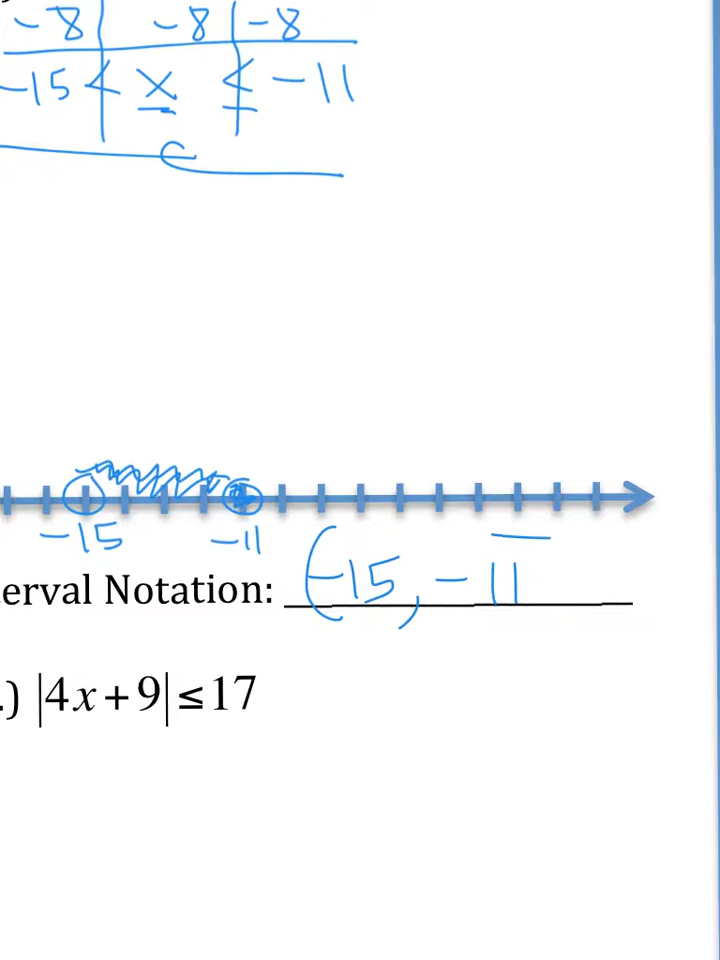 -8 | -8 | -8
-15 < x ≤ -11
-15 -11
erval Notation: (-15, -11
.) |4x+9| ≤ 17